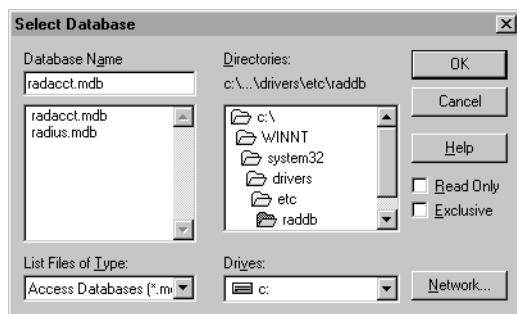 Select Database
Database Name
radacct.mdb
radacct.mdb
radius.mdb
List Files of Type:
Access Databases (*.m
Directories:
c:\...\drivers\etc\raddb
c:\
WINNT
system32
drivers
etc
raddb
Drives:
c:
OK
Cancel
Help
Read Only
Exclusive
Network...